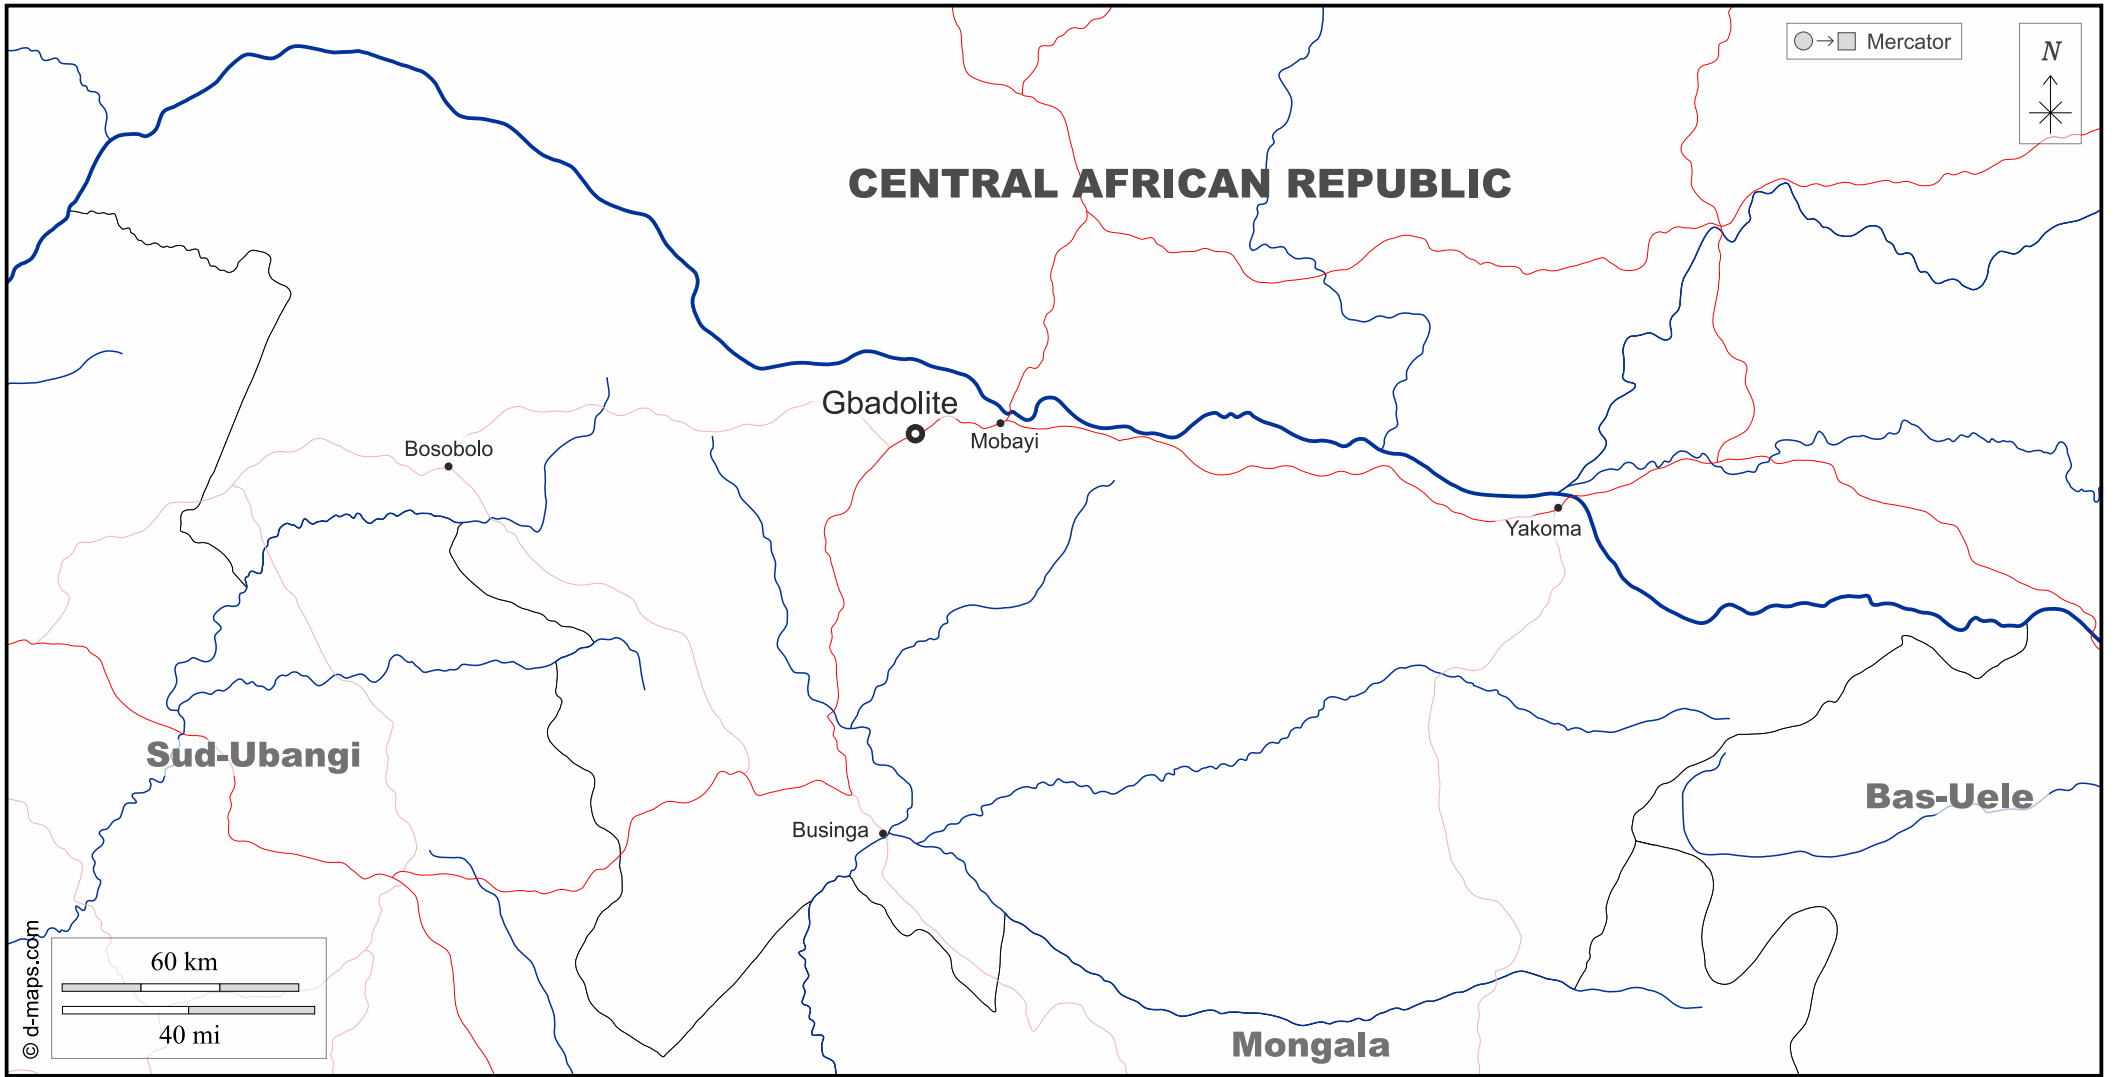 Mercator
N
CENTRAL AFRICAN REPUBLIC
Gbadolite
Mobayi
Bosobolo
Yakoma
Sud-Ubangi
Bas-Uele
Businga
60 km
40 mi
© d-maps.com
Mongala